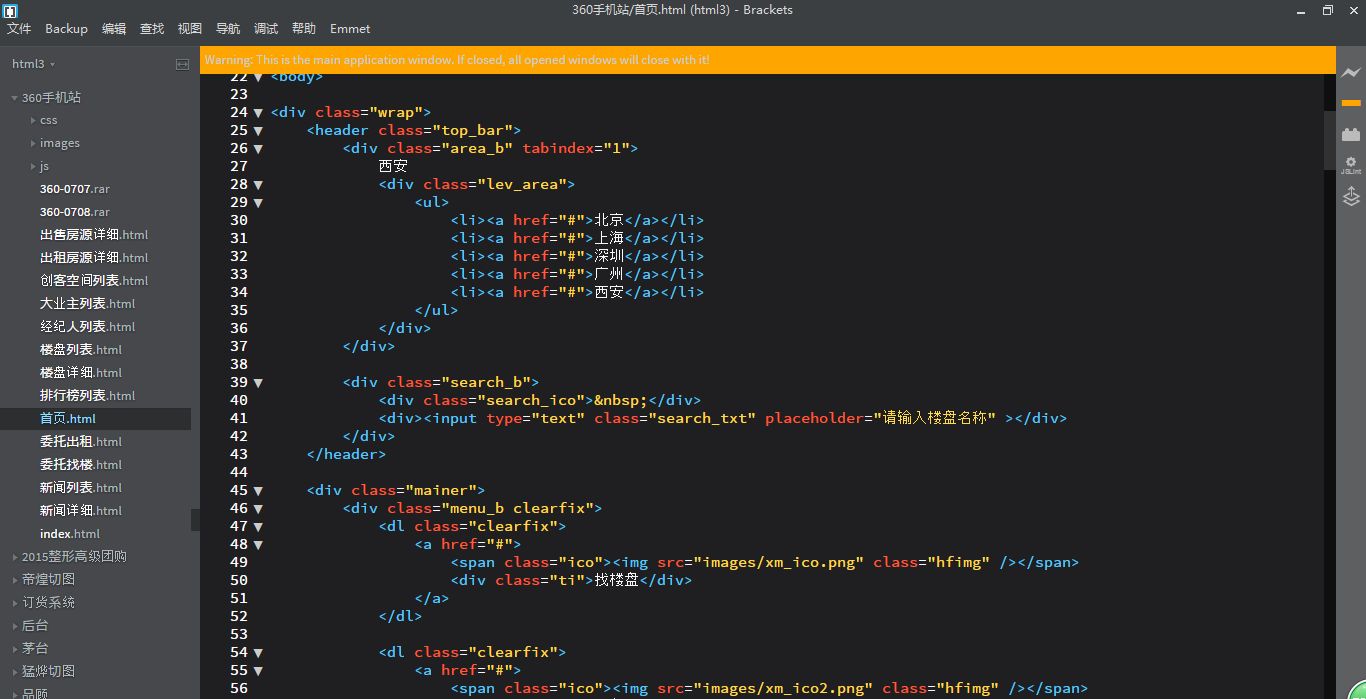 360手机站/首页.html (html3) - Brackets
文件 Backup 编辑 查找 视图 导航 调试 帮助 Emmet
html3
360手机站
css
images
js
360-0707.rar
360-0708.rar
出售房源详细.html
出租房源详细.html
创客空间列表.html
大业主列表.html
经纪人列表.html
楼盘列表.html
楼盘详细.html
排行榜列表.html
首页.html
委托出租.html
委托找楼.html
新闻列表.html
新闻详细.html
index.html
2015整形高级团购
帝煌切图
订货系统
后台
茅台
猛烨切图
品颐
Warning: This is the main application window. If closed, all opened windows will close with it!
22 <body>
23
24 <div class="wrap">
25 <header class="top_bar">
26 <div class="area_b" tabindex="1">
27 西安
28 <div class="lev_area">
29 <ul>
30 <li><a href="#">北京</a></li>
31 <li><a href="#">上海</a></li>
32 <li><a href="#">深圳</a></li>
33 <li><a href="#">广州</a></li>
34 <li><a href="#">西安</a></li>
35 </ul>
36 </div>
37 </div>
38
39 <div class="search_b">
40 <div class="search_ico">&nbsp;</div>
41 <div><input type="text" class="search_txt" placeholder="请输入楼盘名称" ></div>
42 </div>
43 </header>
44
45 <div class="mainer">
46 <div class="menu_b clearfix">
47 <dl class="clearfix">
48 <a href="#">
49 <span class="ico"><img src="images/xm_ico.png" class="hfimg" /></span>
50 <div class="ti">找楼盘</div>
51 </a>
52 </dl>
53
54 <dl class="clearfix">
55 <a href="#">
56 <span class="ico"><img src="images/xm_ico2.png" class="hfimg" /></span>
JSLint